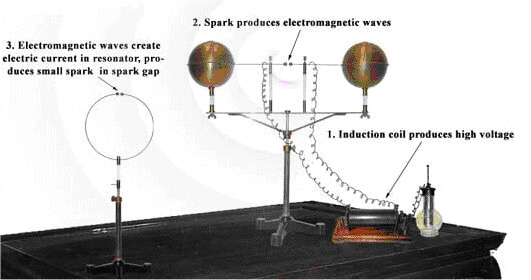 2. Spark produces electromagnetic waves
3. Electromagnetic waves create
electric current in resonator, pro-
duces small spark in spark gap
1. Induction coil produces high voltage